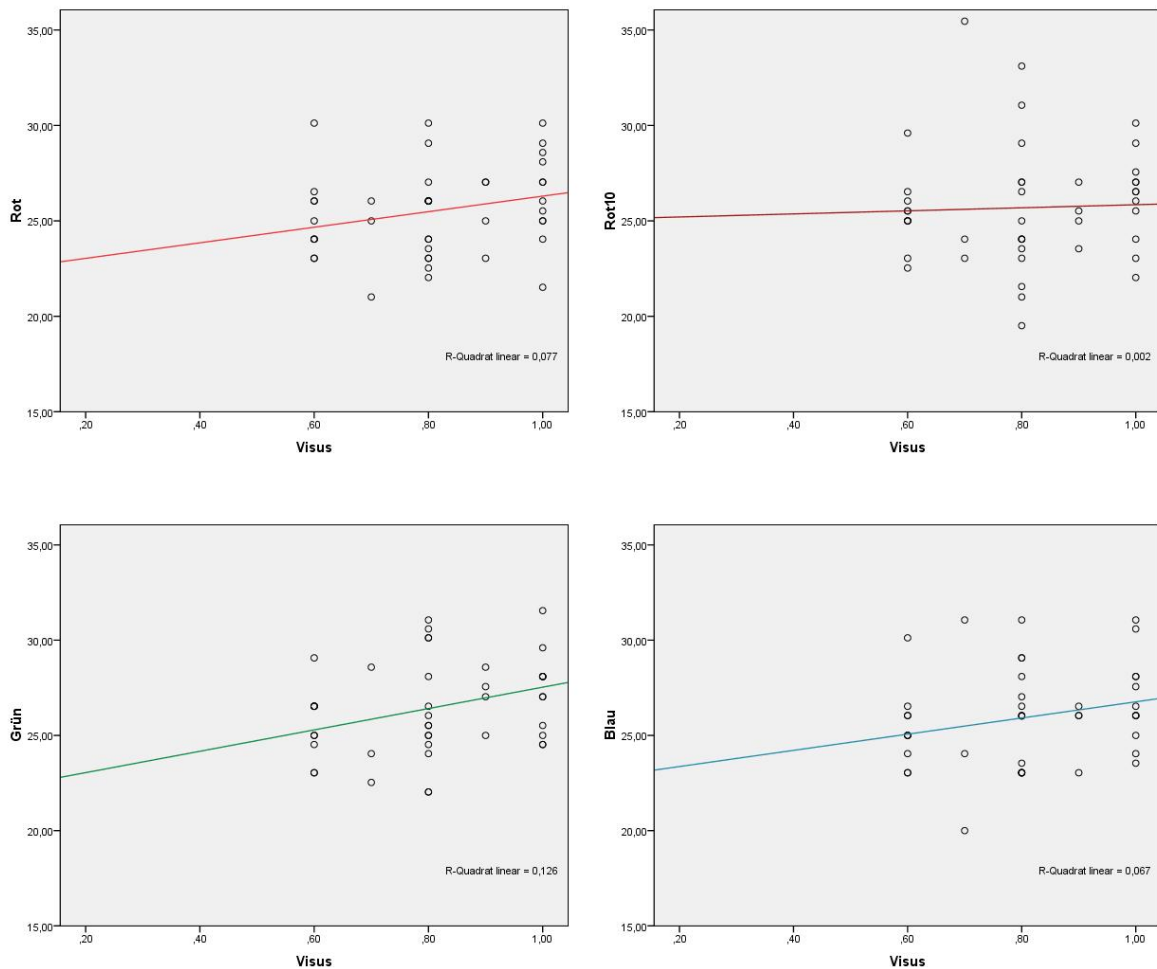 Rot
35,00
30,00
25,00
20,00
15,00
R-Quadrat linear = 0,077
,20 ,40 ,60 ,80 1,00
Visus
Rot10
35,00
30,00
25,00
20,00
15,00
R-Quadrat linear = 0,002
,20 ,40 ,60 ,80 1,00
Visus
Grün
35,00
30,00
25,00
20,00
15,00
R-Quadrat linear = 0,126
,20 ,40 ,60 ,80 1,00
Visus
Blau
35,00
30,00
25,00
20,00
15,00
R-Quadrat linear = 0,067
,20 ,40 ,60 ,80 1,00
Visus